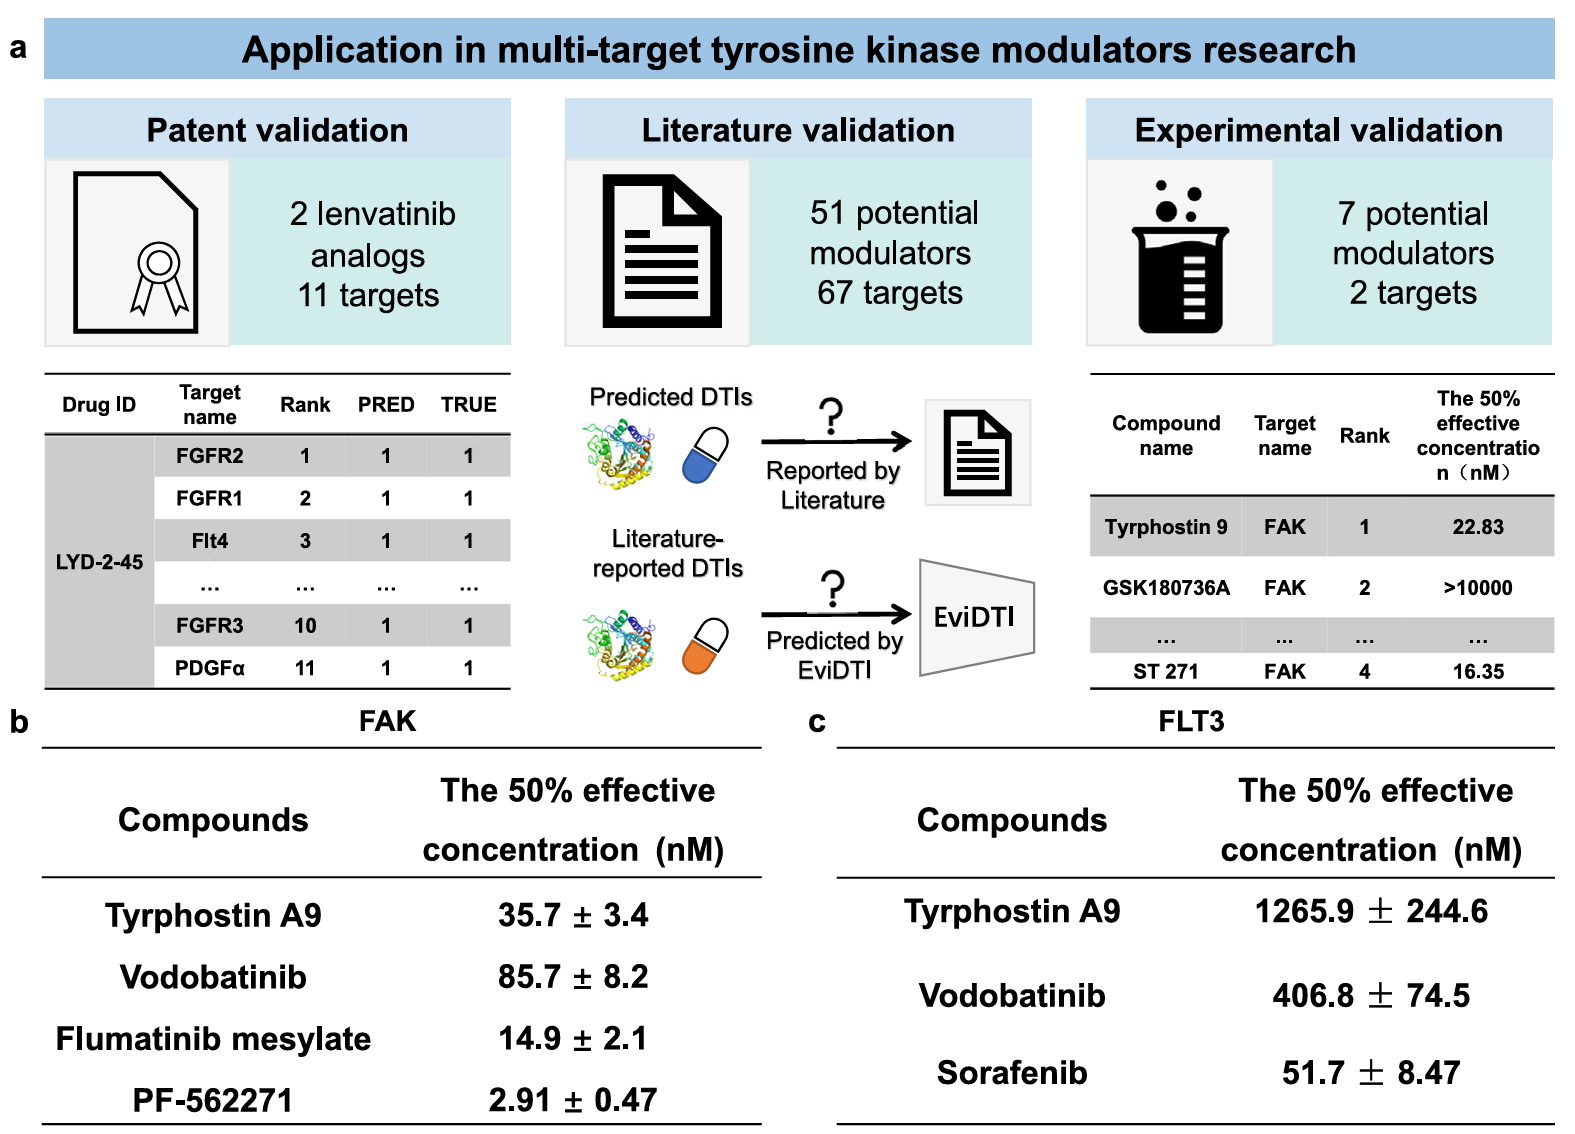 a
Application in multi-target tyrosine kinase modulators research
Patent validation
2 lenvatinib
analogs
11 targets
Literature validation
51 potential
modulators
67 targets
Experimental validation
7 potential
modulators
2 targets
Drug ID Target name Rank PRED TRUE
LYD-2-45
FGFR2 1 1 1
FGFR1 2 1 1
Flt4 3 1 1
... ... ... ...
FGFR3 10 1 1
PDGFα 11 1 1
Predicted DTIs
?
Reported by
Literature
Literature-
reported DTIs
?
Predicted by
EviDTI
EviDTI
Compound name Target name Rank The 50% effective concentratio n（nM）
Tyrphostin 9 FAK 1 22.83
GSK180736A FAK 2 >10000
... ... ... ...
ST 271 FAK 4 16.35
b
FAK
Compounds The 50% effective concentration (nM)
Tyrphostin A9 35.7 ± 3.4
Vodobatinib 85.7 ± 8.2
Flumatinib mesylate 14.9 ± 2.1
PF-562271 2.91 ± 0.47
c
FLT3
Compounds The 50% effective concentration (nM)
Tyrphostin A9 1265.9 ± 244.6
Vodobatinib 406.8 ± 74.5
Sorafenib 51.7 ± 8.47